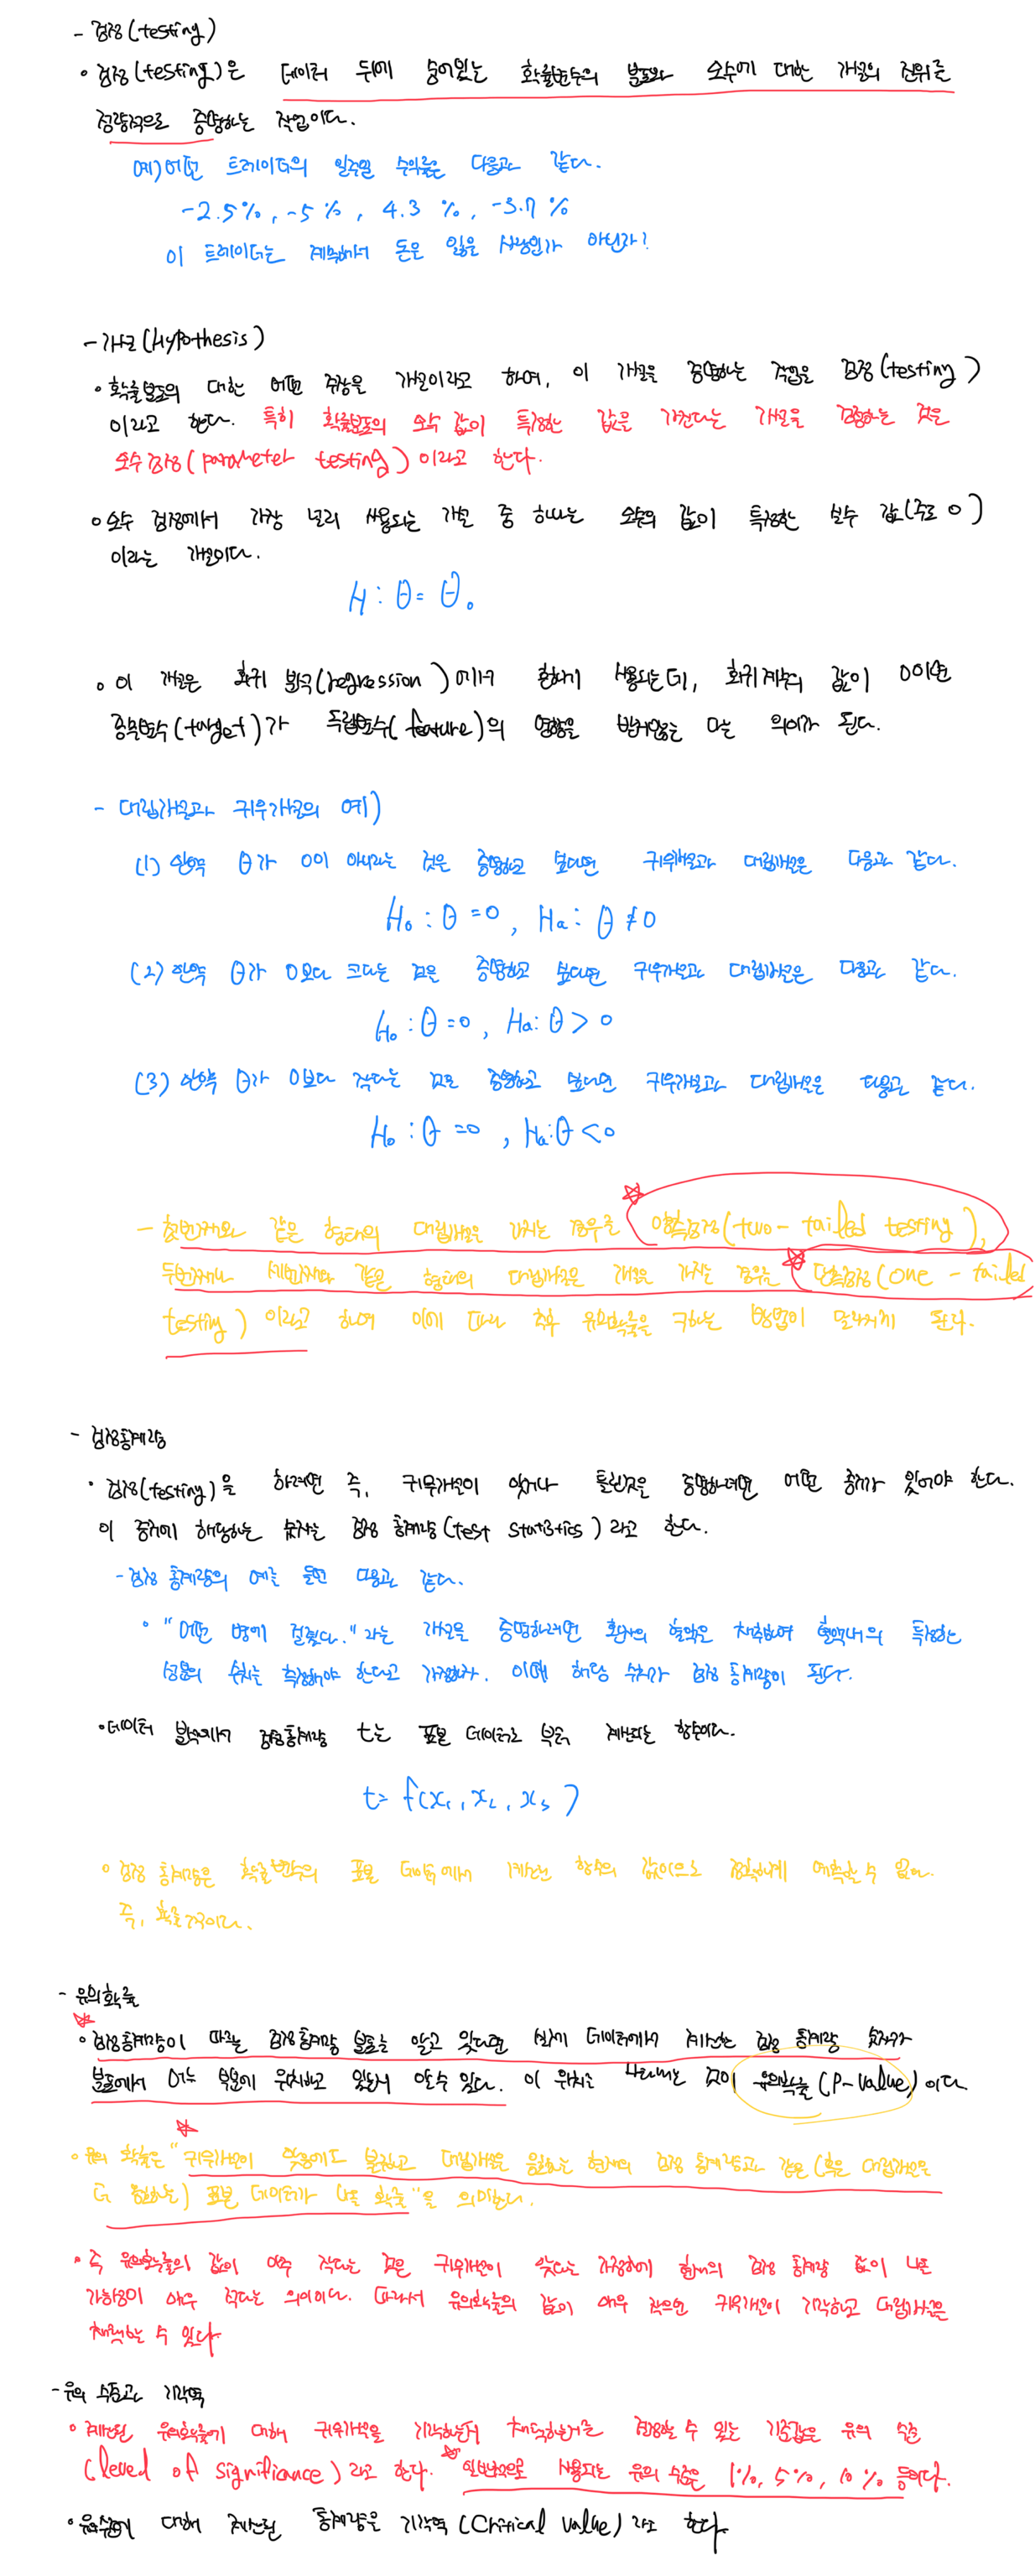 - 검정(testing)
• 검정(testing)은 데이터 뒤에 숨어있는 확률변수의 분포와 모수에 대한 가설의 진위를
정량적으로 증명하는 작업이다.
예) 어떤 트레이더의 일주일 수익률은 다음과 같다.
-2.5%, -5%, 4.3 %, -3.7 %
이 트레이더는 계속해서 돈을 잃을 사람인가 아닌가?
- 가설(Hypothesis)
• 확률분포의 대한 어떤 주장을 가설이라고 하며, 이 가설을 증명하는 작업을 검정(testing)
이라고 한다. 특히 확률분포의 모수 값이 특정한 값을 가진다는 가설을 검정하는 것은
모수검정(parameter testing)이라고 한다.
• 모수 검정에서 가장 널리 사용되는 가설 중 하나는 모수의 값이 특정한 실수 값(주로 0)
이라는 가설이다.
H : θ = θ₀
• 이 가설은 회귀 분석(regression)에서 흔하게 사용되는데, 회귀계수의 값이 0이면
종속변수(target)가 독립변수(feature)의 영향을 받지않는 다는 의미가 된다.
- 대립가설과 귀무가설의 예)
(1) 만약 θ가 0이 아니라는 것을 증명하고 싶다면 귀무가설과 대립가설은 다음과 같다.
H₀ : θ = 0, Ha : θ ≠ 0
(2) 만약 θ가 0보다 크다는 것을 증명하고 싶다면 귀무가설과 대립가설은 다음과 같다.
H₀ : θ = 0, Ha : θ > 0
(3) 만약 θ가 0보다 작다는 것을 증명하고 싶다면 귀무가설과 대립가설은 다음과 같다.
H₀ : θ = 0, Ha : θ < 0
- 첫번째와 같은 형태의 대립가설을 가지는 경우를 양측검정(two-tailed testing),
두번째나 세번째와 같은 형태의 대립가설을 가지는 경우는 단측검정(one-tailed
testing)이라고 하며 이에 따라 추후 유의확률을 구하는 방법이 달라지게 된다.
- 검정통계량
• 검정(testing)을 하려면 즉, 귀무가설이 맞거나 틀린것을 증명하려면 어떤 증거가 있어야 한다.
이 증거에 해당하는 숫자는 검정 통계량(test statistics)라고 한다.
- 검정 통계량의 예를 들면 다음과 같다.
• "어떤 병에 걸렸다." 라는 가설을 증명하려면 환자의 혈액을 채취하여 혈액내의 특정한
성분의 수치를 측정해야 한다고 가정하자. 이때 해당 수치가 검정 통계량이 된다.
• 데이터 분석에서 검정통계량 t는 표본 데이터로 부터 계산되는 함수이다.
t = f(x₁, x₂, x₃)
• 검정 통계량은 확률변수의 표본 데이터에서 계산된 함수의 값이므로 정확하게 예측할 수 없다.
즉, 확률적이다.
- 유의확률
• 검정통계량이 따르는 검정통계량 분포를 알고 있다면 실제 데이터에서 계산한 검정 통계량 숫자가
분포에서 어느 부분에 위치하고 있는지 알 수 있다. 이 위치를 나타내는 것이 유의확률(P-value)이다.
• 유의 확률은 "귀무가설이 맞음에도 불구하고 대립가설을 응원하는 현재의 검정 통계량과 같은 (혹은 대립가설을
더 응원하는) 표본 데이터가 나올 확률"을 의미한다.
• 즉 유의확률의 값이 아주 작다는 것은 귀무가설이 맞다는 가정하에 현재의 검정 통계량 값이 나올
가능성이 매우 적다는 의미이다. 따라서 유의확률의 값이 매우 작으면 귀무가설이 기각하고 대립가설을
채택할 수 있다
- 유의 수준과 기각역
• 계산된 유의확률에 대해 귀무가설을 기각하는지 채택하는지를 결정할 수 있는 기준값을 유의 수준
(leved of significance)라고 한다. 일반적으로 사용되는 유의 수준은 1%, 5%, 10% 등이다.
• 유의수준에 대해 계산된 통계량을 기각역(Critical value)라고 한다